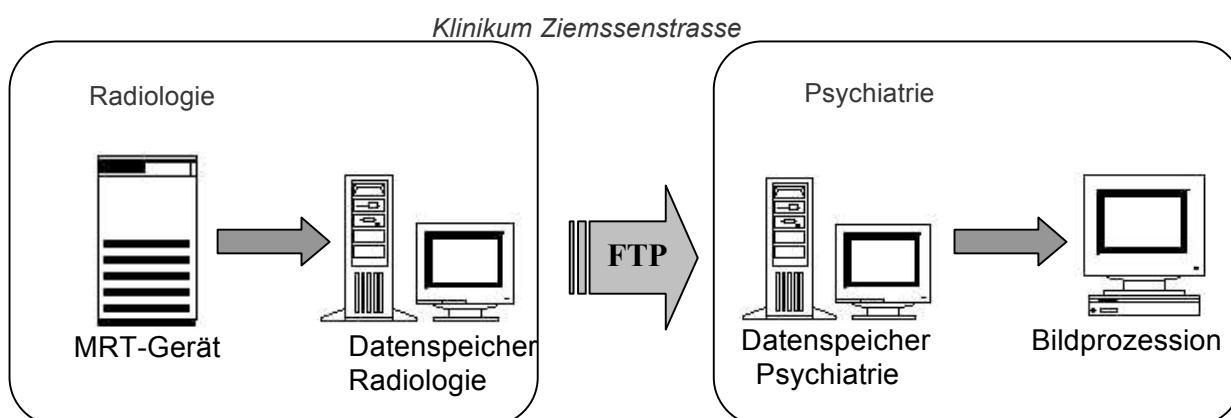 Klinikum Ziemssenstrasse
Radiologie
MRT-Gerät
Datenspeicher
Radiologie
FTP
Psychiatrie
Datenspeicher
Psychiatrie
Bildprozession